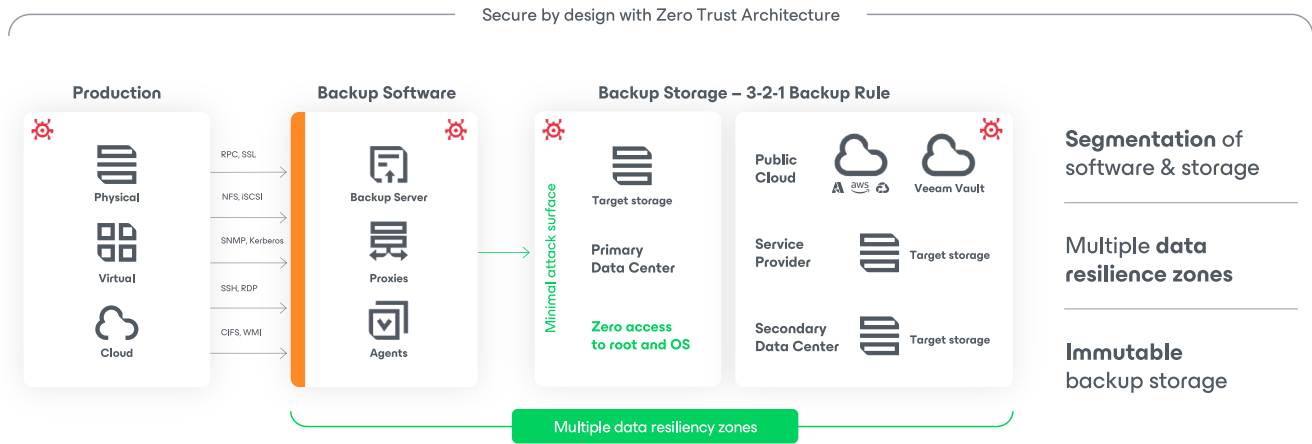 Secure by design with Zero Trust Architecture
Production
Physical
Virtual
Cloud
RPC, SSL
NFS, iSCSI
SNMP, Kerberos
SSH, RDP
CIFS, WMI
Backup Software
Backup Server
Proxies
Agents
Backup Storage – 3-2-1 Backup Rule
Minimal attack surface
Target storage
Primary
Data Center
Zero access
to root and OS
Public
Cloud
aws
Veeam Vault
Service
Provider
Target storage
Secondary
Data Center
Target storage
Multiple data resiliency zones
Segmentation of
software & storage
Multiple data
resilience zones
Immutable
backup storage